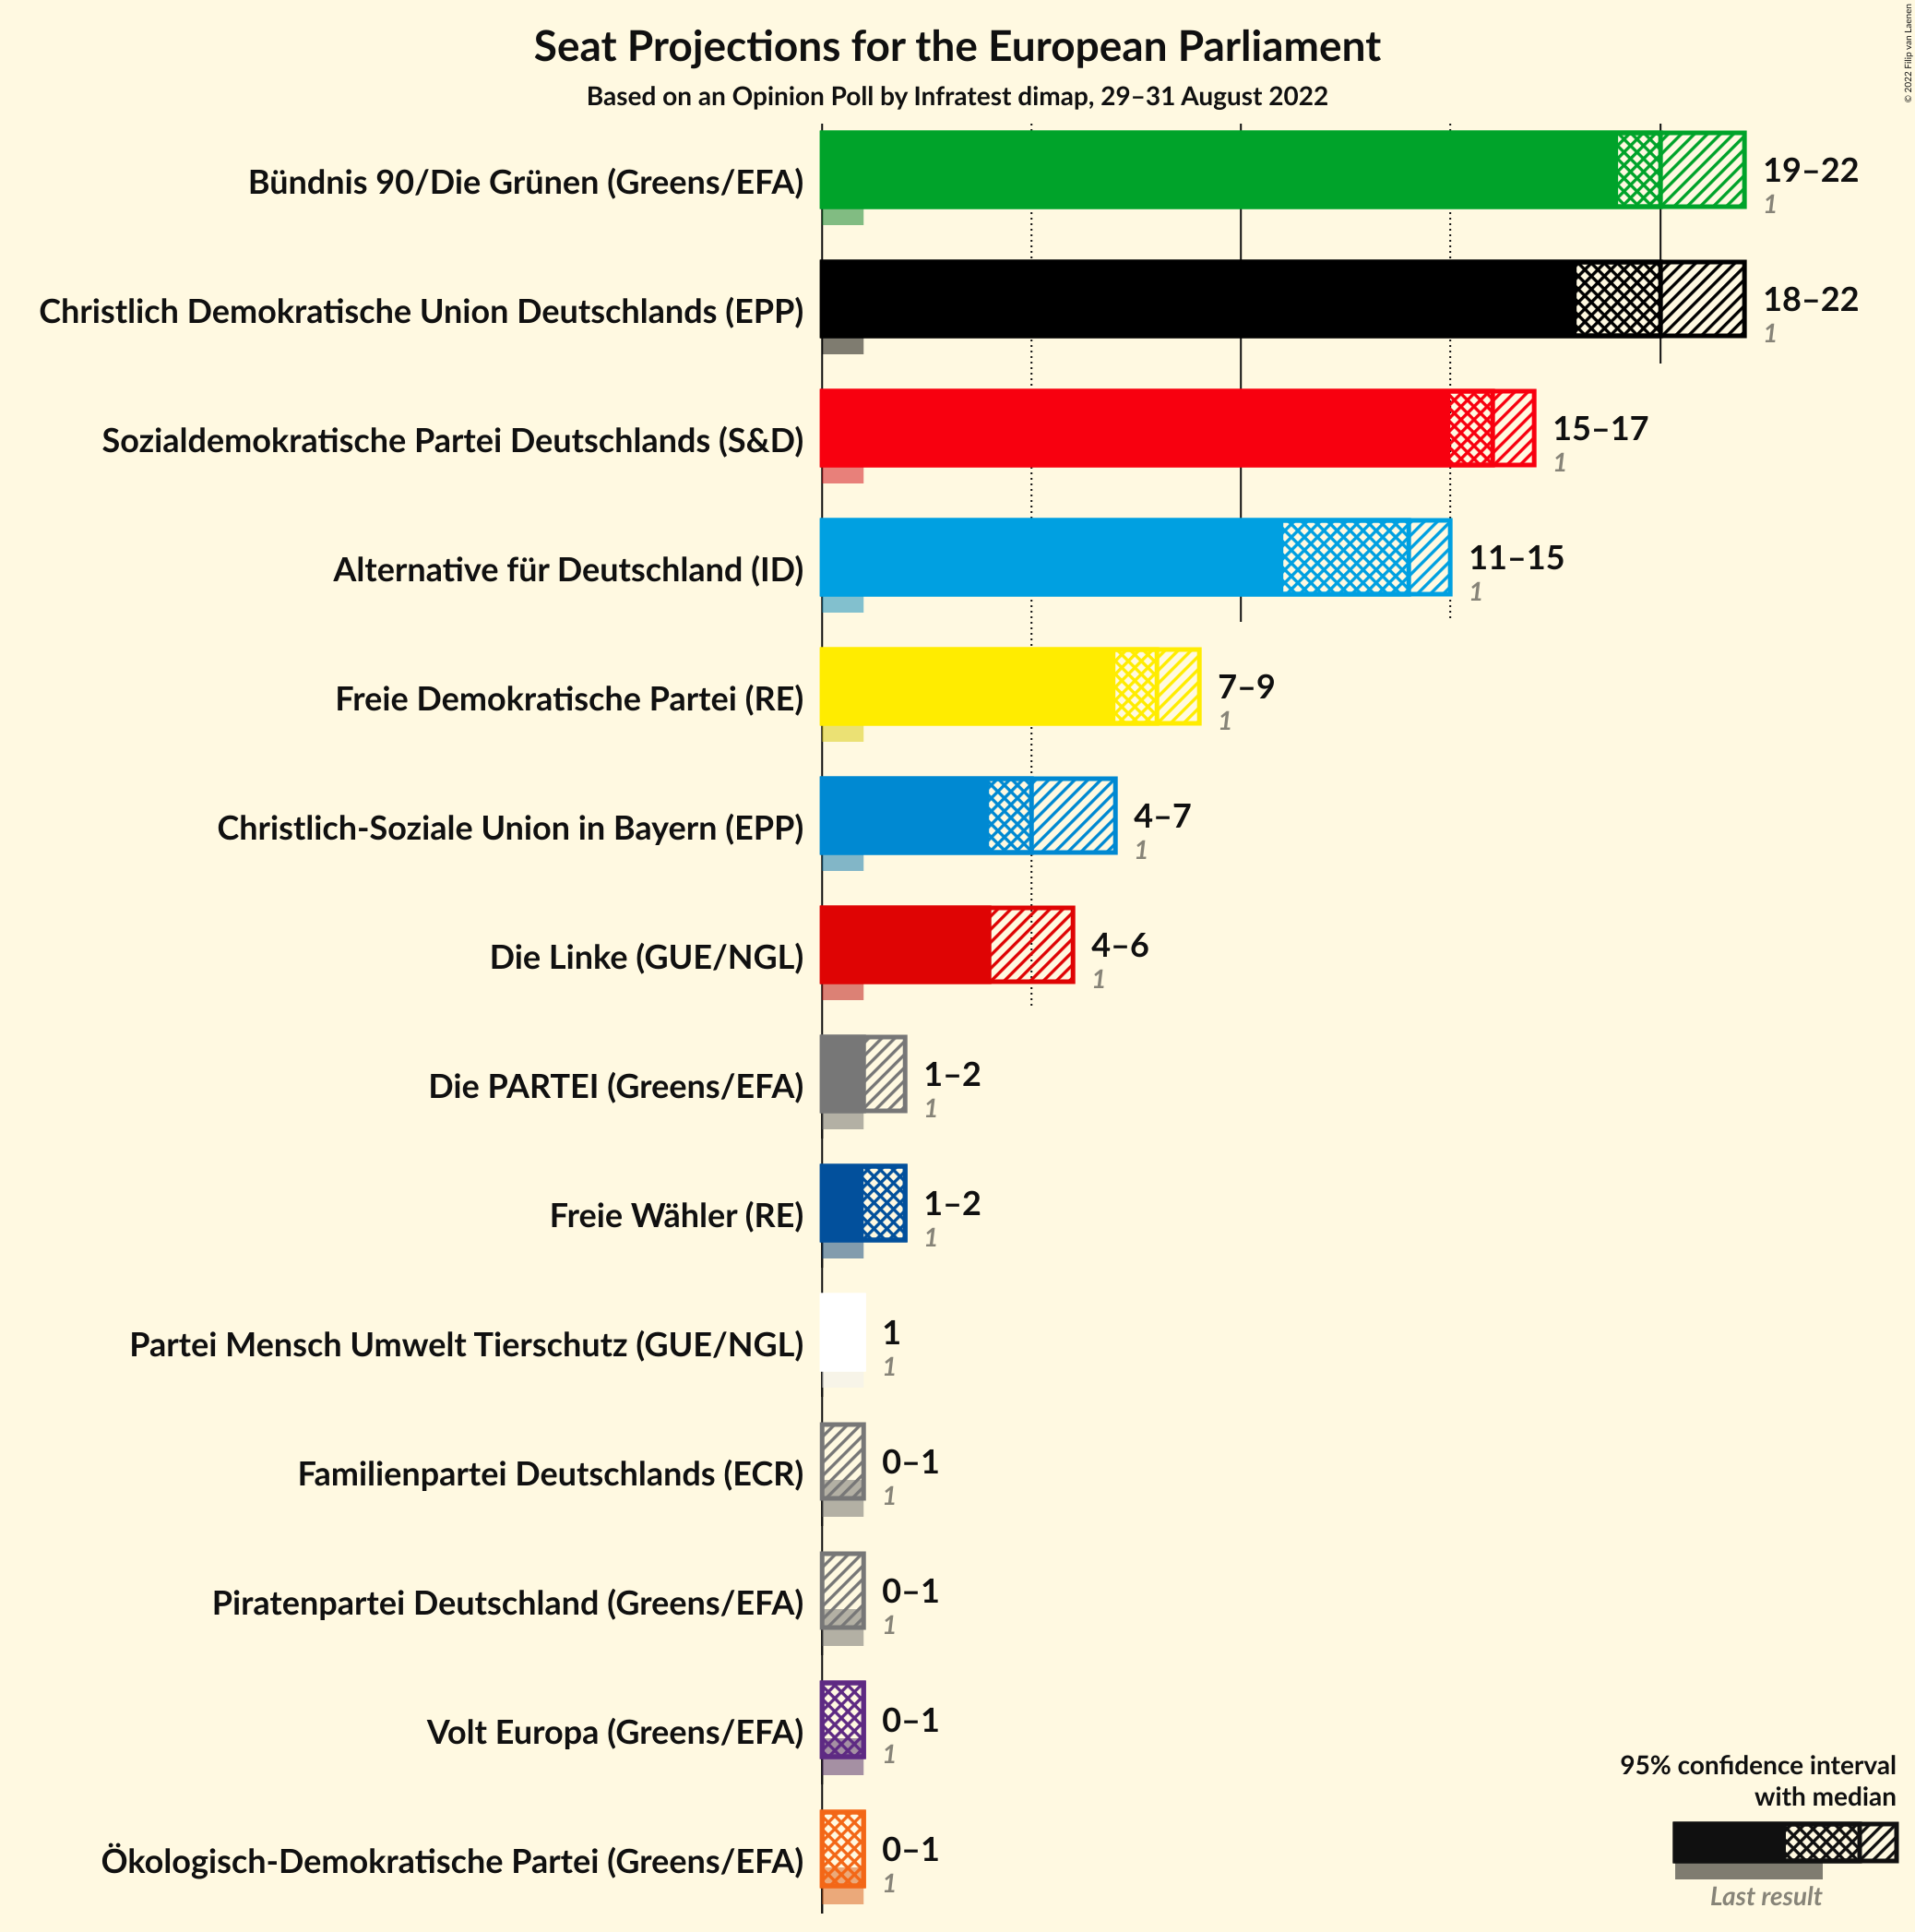 Seat Projections for the European Parliament
Based on an Opinion Poll by Infratest dimap, 29–31 August 2022
© 2022 Filip van Laenen
Bündnis 90/Die Grünen (Greens/EFA)
19–22
1
Christlich Demokratische Union Deutschlands (EPP)
18–22
1
Sozialdemokratische Partei Deutschlands (S&D)
15–17
1
Alternative für Deutschland (ID)
11–15
1
Freie Demokratische Partei (RE)
7–9
1
Christlich-Soziale Union in Bayern (EPP)
4–7
1
Die Linke (GUE/NGL)
4–6
1
Die PARTEI (Greens/EFA)
1–2
1
Freie Wähler (RE)
1–2
1
Partei Mensch Umwelt Tierschutz (GUE/NGL)
1
1
Familienpartei Deutschlands (ECR)
0–1
1
Piratenpartei Deutschland (Greens/EFA)
0–1
1
Volt Europa (Greens/EFA)
0–1
1
Ökologisch-Demokratische Partei (Greens/EFA)
0–1
1
95% confidence interval
with median
Last result